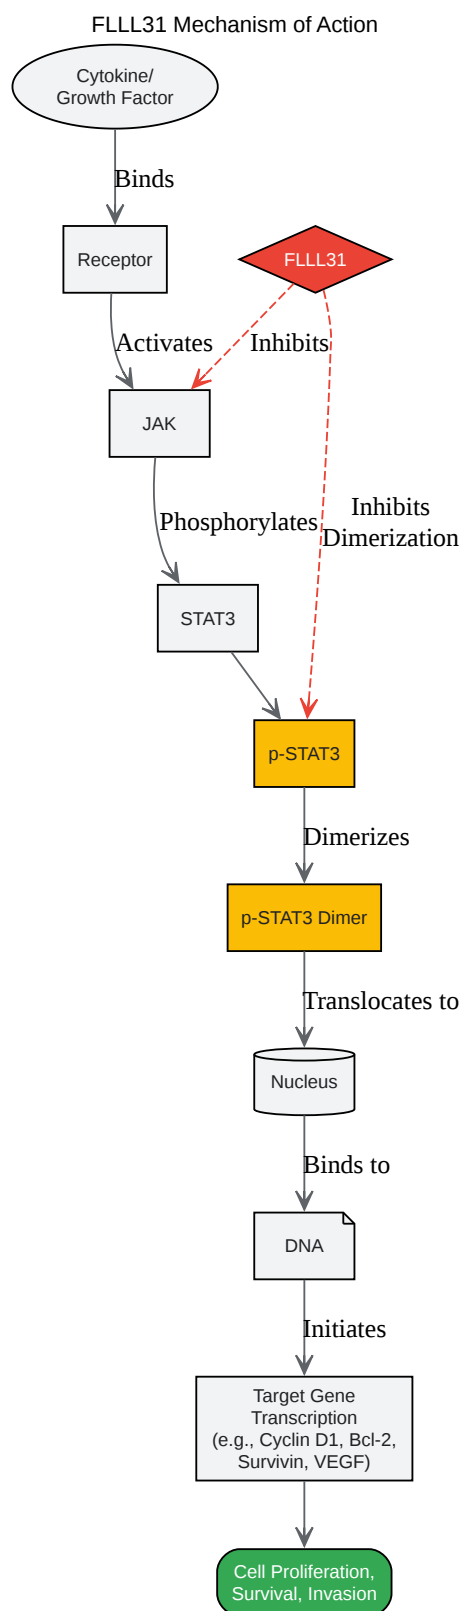 FLLL31 Mechanism of Action
Cytokine/
Growth Factor
Binds
Receptor
FLLL31
Activates
Inhibits
JAK
Phosphorylates
Inhibits
Dimerization
STAT3
p-STAT3
Dimerizes
p-STAT3 Dimer
Translocates to
Nucleus
Binds to
DNA
Initiates
Target Gene
Transcription
(e.g., Cyclin D1, Bcl-2,
Survivin, VEGF)
Cell Proliferation,
Survival, Invasion